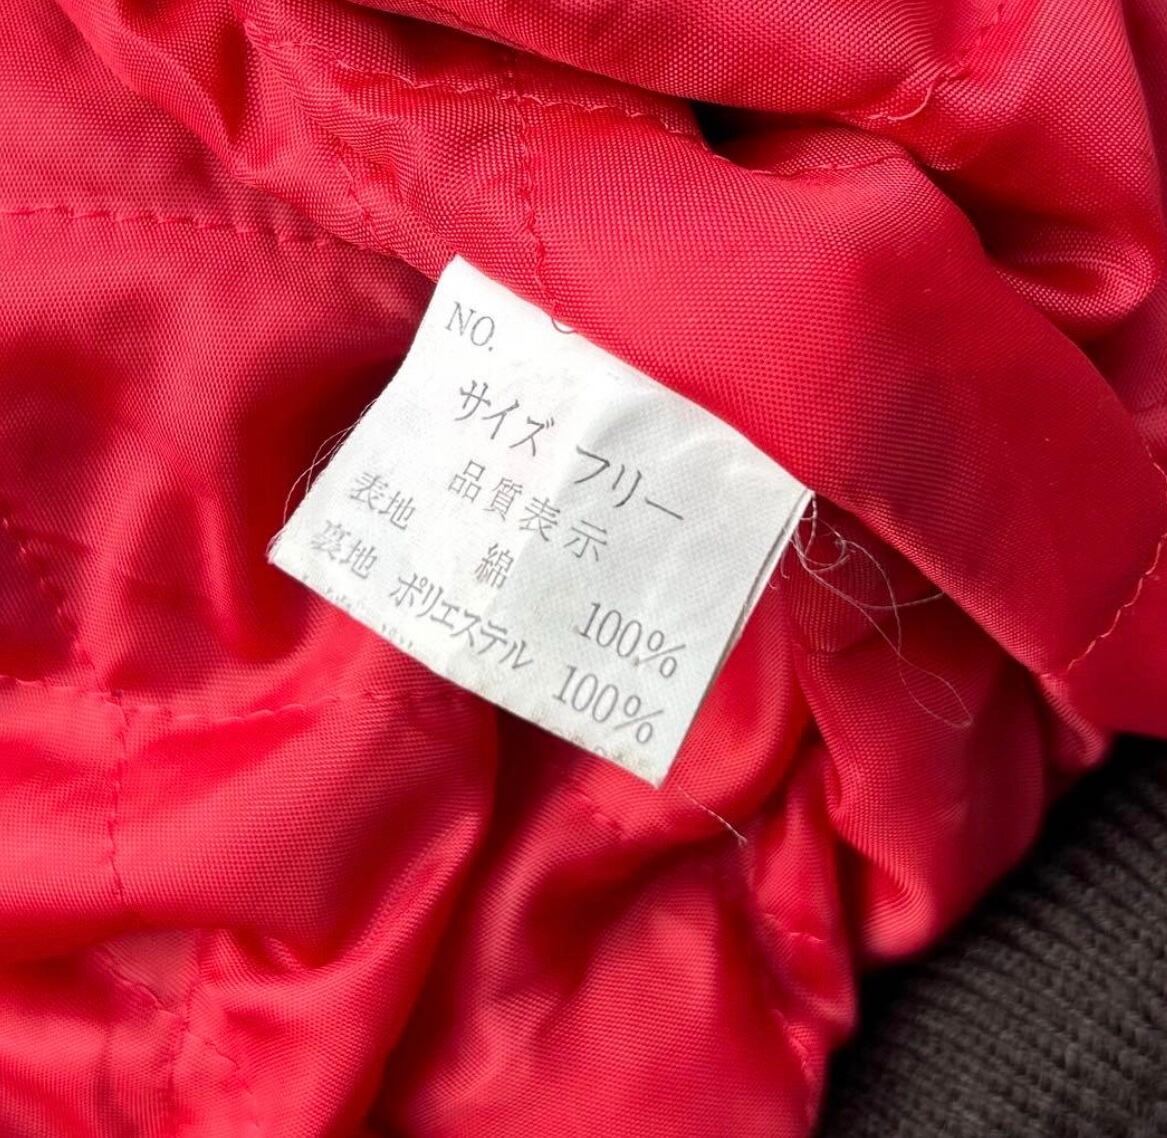 NO.
サイズ フリー
品質表示
表地 綿 100%
裏地 ポリエステル 100%